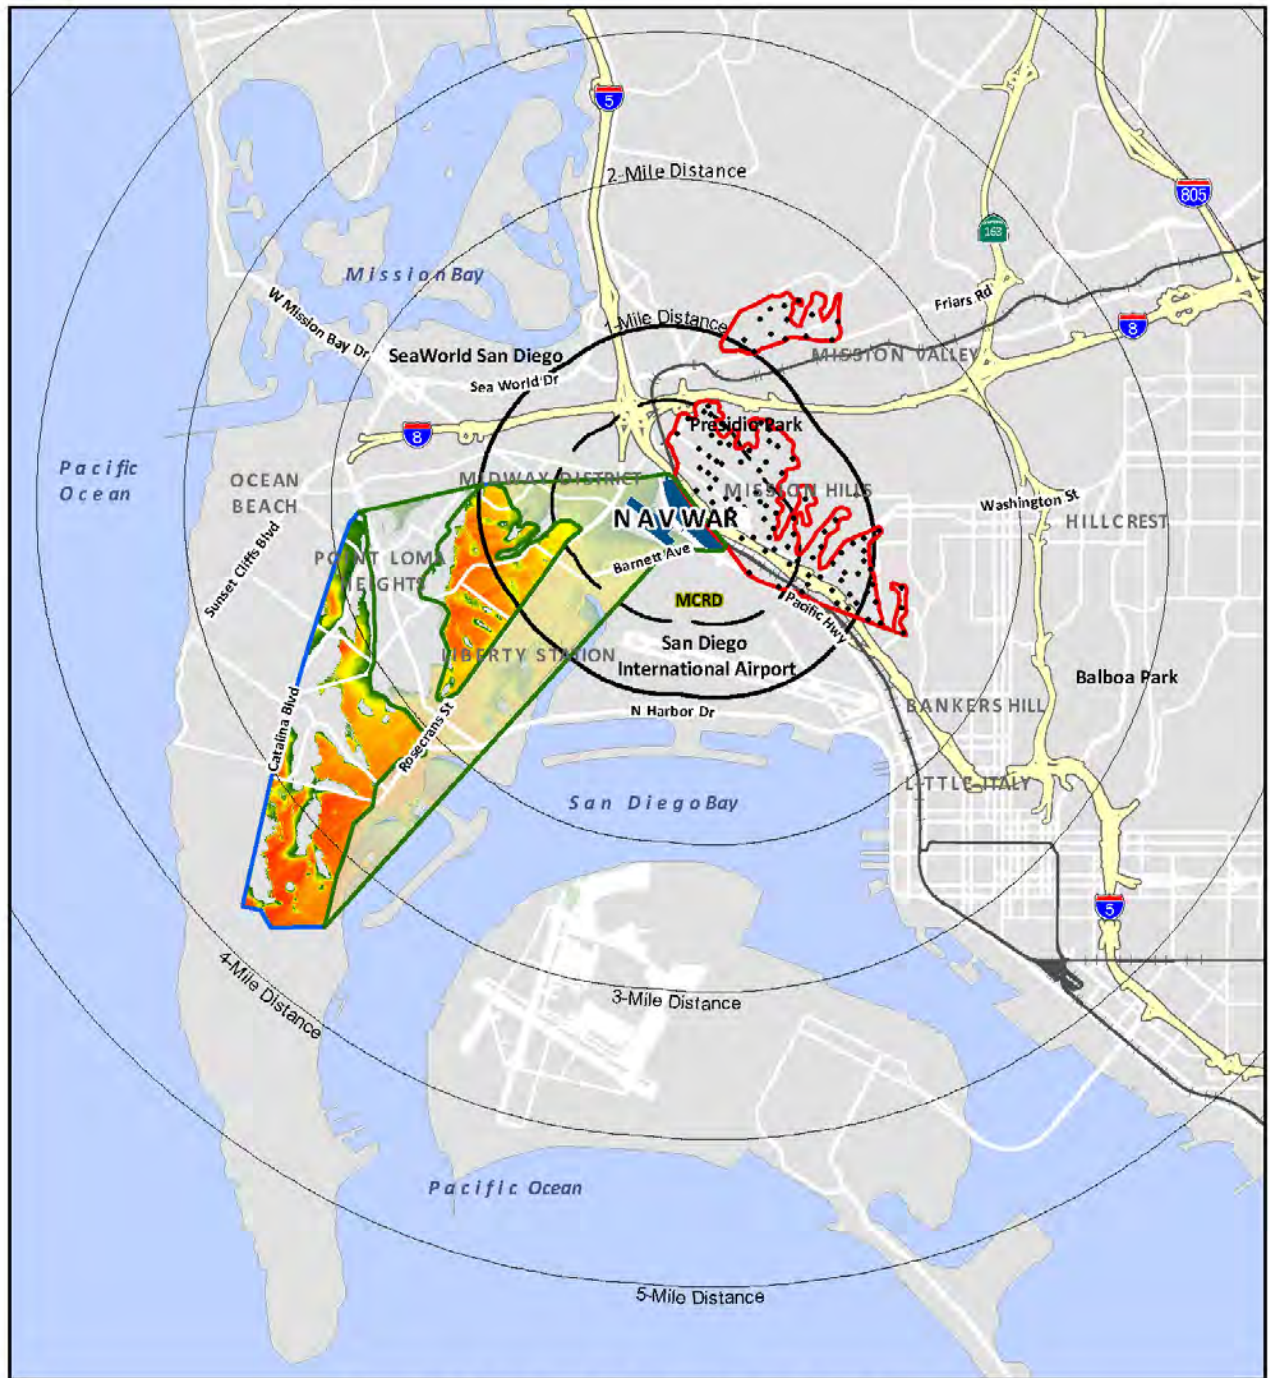 5
805
2-Mile Distance
163
Mission Bay
W Mission Bay Dr
Friars Rd
1-Mile Distance
8
SeaWorld San Diego
MISSION VALLEY
Sea World Dr
8
Presidio Park
Pacific
Ocean
OCEAN
BEACH
MIDWAY DISTRICT
MISSION HILLS
Washington St
HILLCREST
NAVWAR
Sunset Cliffs Blvd
POINT LOMA
HEIGHTS
Barnett Ave
MCRD
Pacific Hwy
San Diego
International Airport
LIBERTY STATION
Balboa Park
Catalina Blvd
Rosecrans St
N Harbor Dr
BANKERS HILL
LITTLE ITALY
San Diego Bay
5
4-Mile Distance
3-Mile Distance
Pacific Ocean
5-Mile Distance